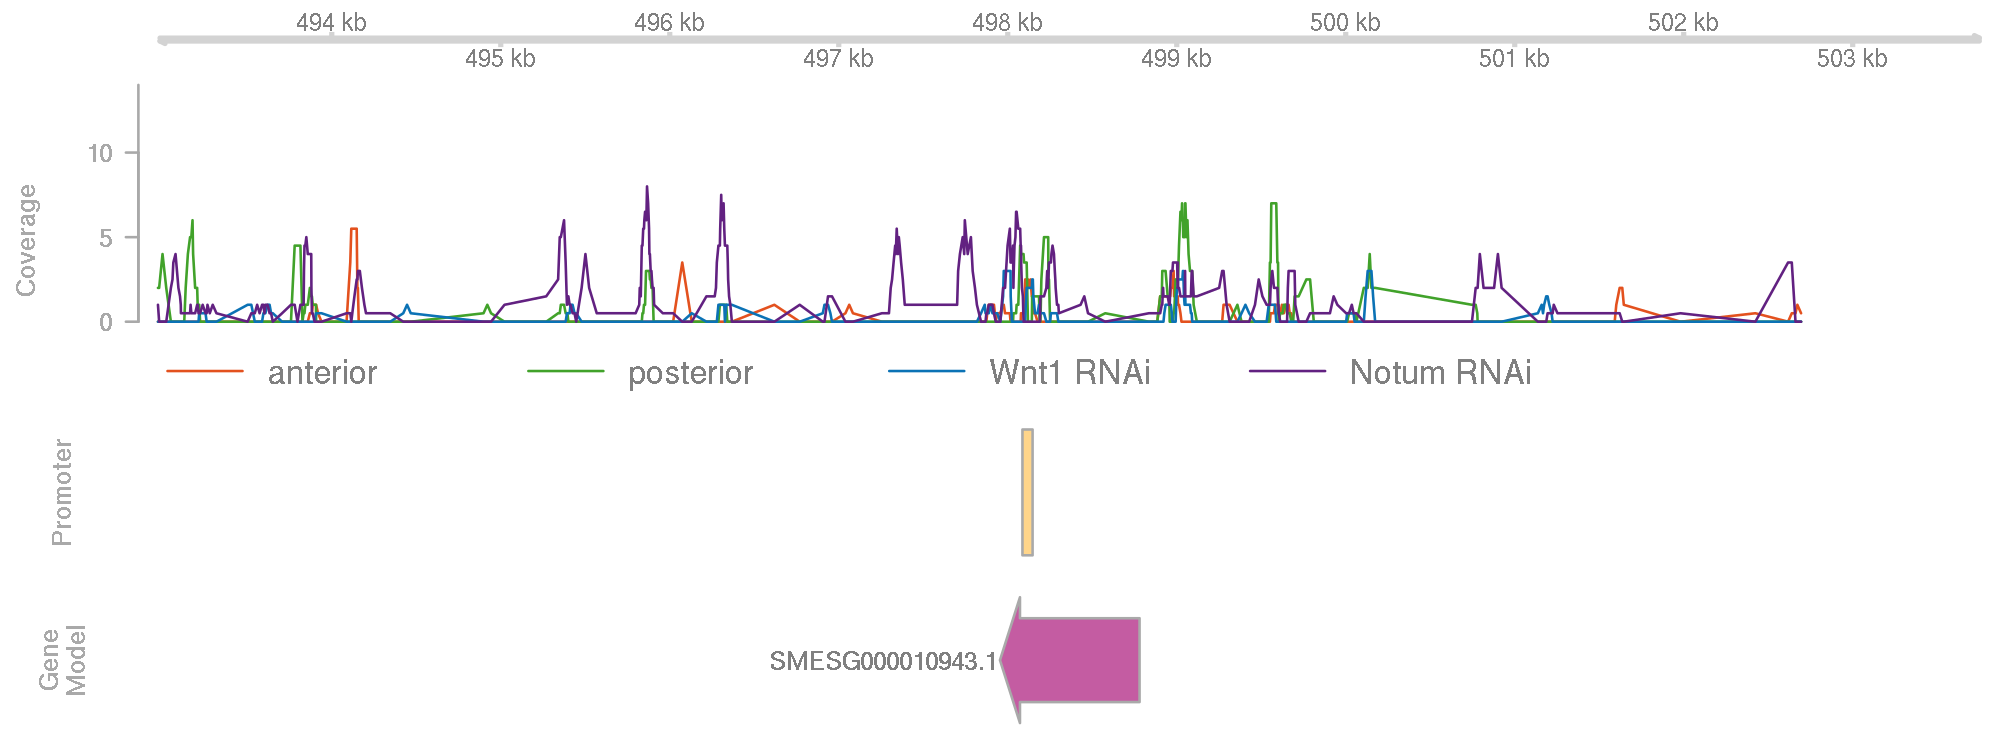 494 kb 496 kb 498 kb 500 kb 502 kb
495 kb 497 kb 499 kb 501 kb 503 kb
Coverage
10
5
0
anterior posterior Wnt1 RNAi Notum RNAi
Promoter
Gene
Model
SMESG000010943.1